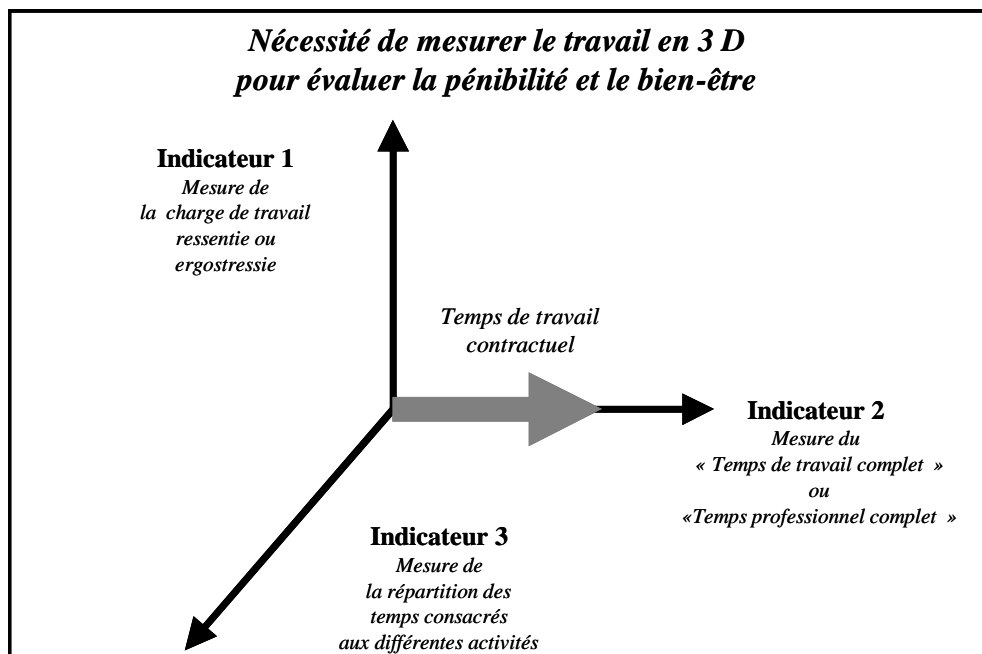 Nécessité de mesurer le travail en 3 D
pour évaluer la pénibilité et le bien-être
Indicateur 1
Mesure de
la charge de travail
ressentie ou
ergostressie
Temps de travail
contractuel
Indicateur 2
Mesure du
« Temps de travail complet »
ou
«Temps professionnel complet »
Indicateur 3
Mesure de
la répartition des
temps consacrés
aux différentes activités